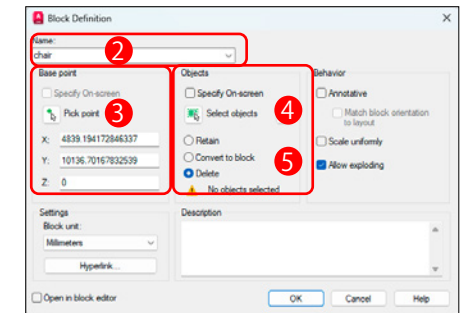 Block Definition
Name:
2
chair
Base point
Objects
Behavior
Specify On-screen
Specify On-screen
Annotative
Pick point
3
Select objects
4
Match block orientation
to layout
X: 4839.194172846337
Retain
Scale uniformly
Y: 10136.70167832539
Convert to block
5
Allow exploding
Z: 0
Delete
No objects selected
Settings
Description
Block unit:
Millimeters
Hyperlink...
Open in block editor
OK
Cancel
Help